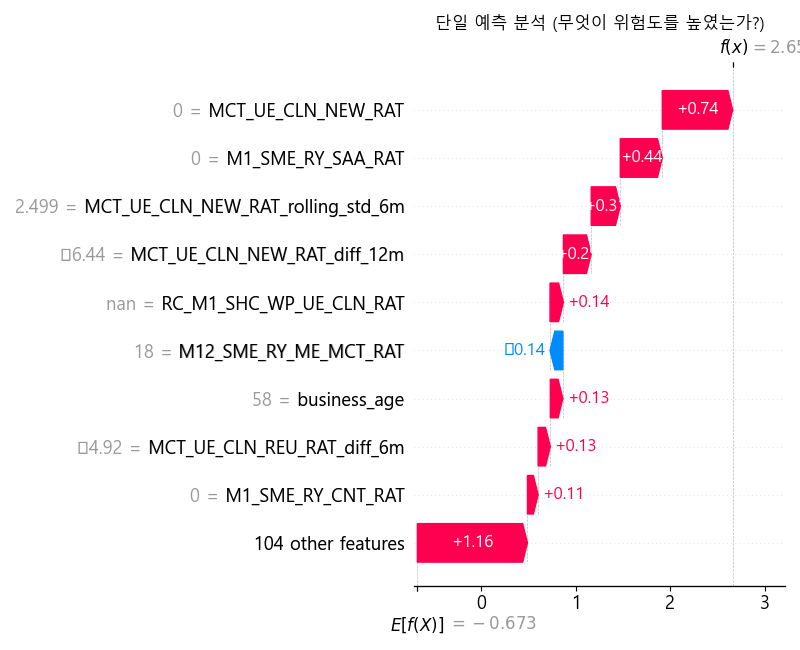 단일 예측 분석 (무엇이 위험도를 높였는가?)
f(x) = 2.65
0 = MCT_UE_CLN_NEW_RAT +0.74
0 = M1_SME_RY_SAA_RAT +0.44
2.499 = MCT_UE_CLN_NEW_RAT_rolling_std_6m +0.3
□6.44 = MCT_UE_CLN_NEW_RAT_diff_12m +0.2
nan = RC_M1_SHC_WP_UE_CLN_RAT +0.14
18 = M12_SME_RY_ME_MCT_RAT □0.14
58 = business_age +0.13
□4.92 = MCT_UE_CLN_REU_RAT_diff_6m +0.13
0 = M1_SME_RY_CNT_RAT +0.11
104 other features +1.16
0 1 2 3
E[f(X)] = −0.673